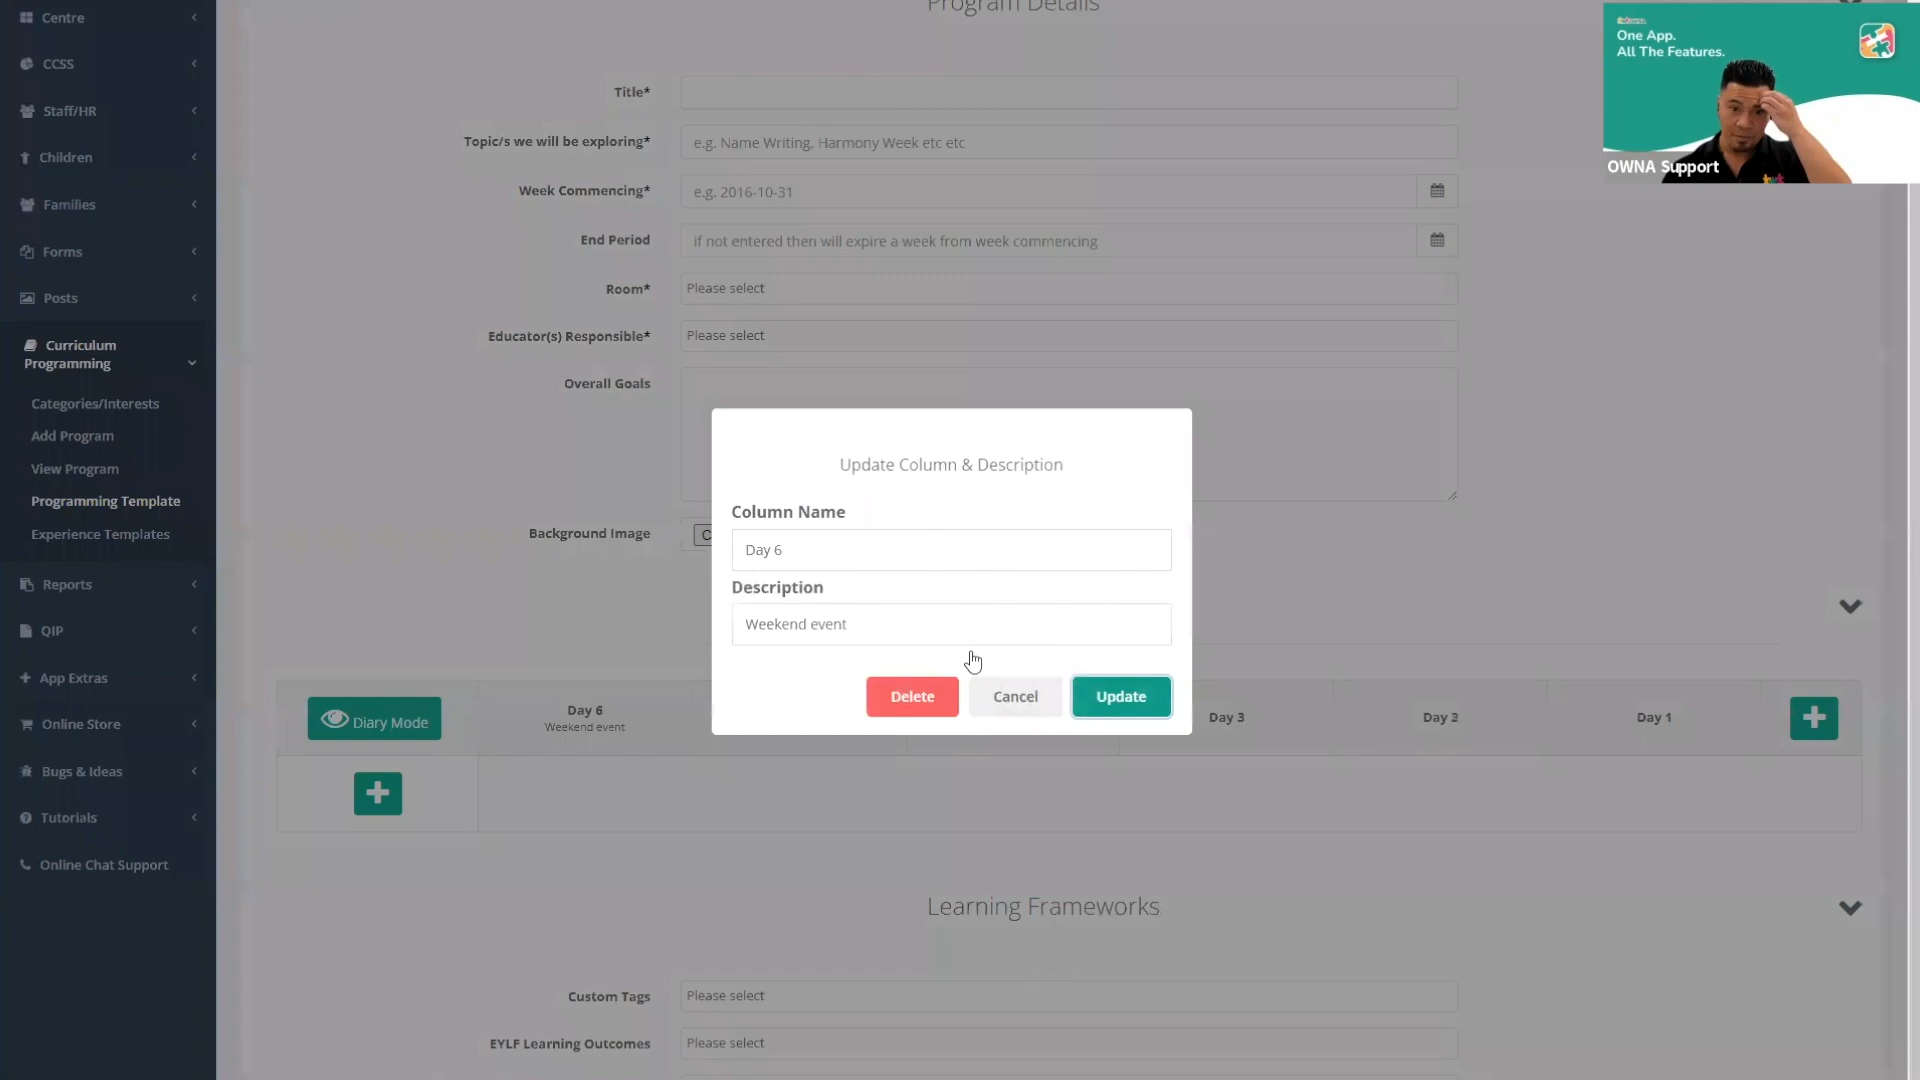 Centre
CCSS
Staff/HR
Children
Families
Forms
Posts
Curriculum
Programming
Categories/Interests
Add Program
View Program
Programming Template
Experience Templates
Reports
QIP
App Extras
Online Store
Bugs & Ideas
Tutorials
Online Chat Support
Program Details
Title*
Topic/s we will be exploring*
e.g. Name Writing, Harmony Week etc etc
Week Commencing*
e.g. 2016-10-31
End Period
if not entered then will expire a week from week commencing
Room*
Please select
Educator(s) Responsible*
Please select
Overall Goals
Background Image
Update Column & Description
Column Name
Day 6
Description
Weekend event
Delete
Cancel
Update
Diary Mode
Day 6
Weekend event
Day 3
Day 2
Day 1
Learning Frameworks
Custom Tags
Please select
EYLF Learning Outcomes
Please select
One App.
All The Features.
OWNA Support